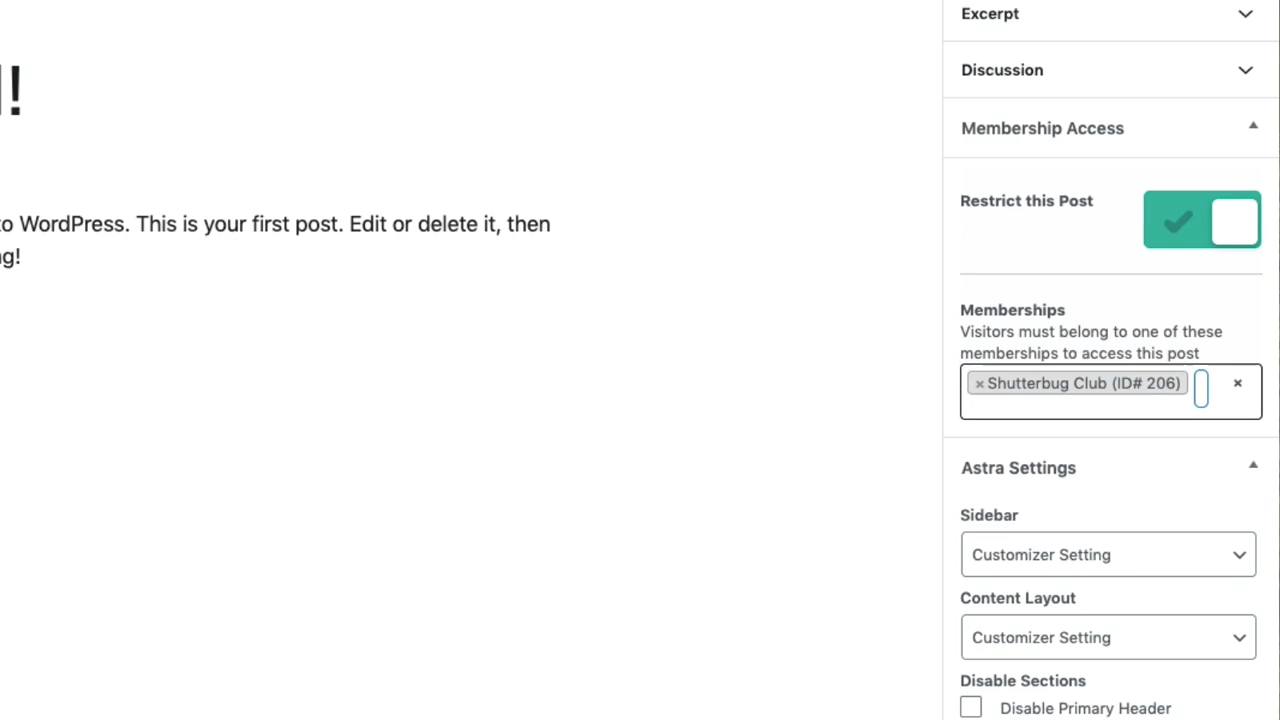 Excerpt
Discussion
!
Membership Access
Restrict this Post
to WordPress. This is your first post. Edit or delete it, then
ng!
Memberships
Visitors must belong to one of these
memberships to access this post
× Shutterbug Club (ID# 206) ×
Astra Settings
Sidebar
Customizer Setting
Content Layout
Customizer Setting
Disable Sections
Disable Primary Header